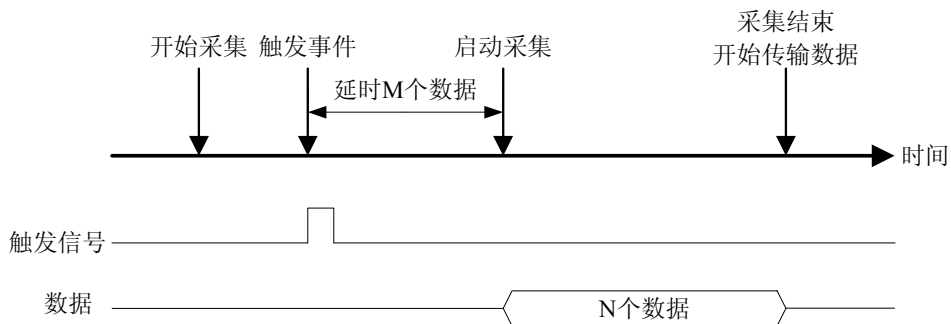 采集结束
开始采集 触发事件 启动采集 开始传输数据
延时M个数据
时间
触发信号
数据 N个数据